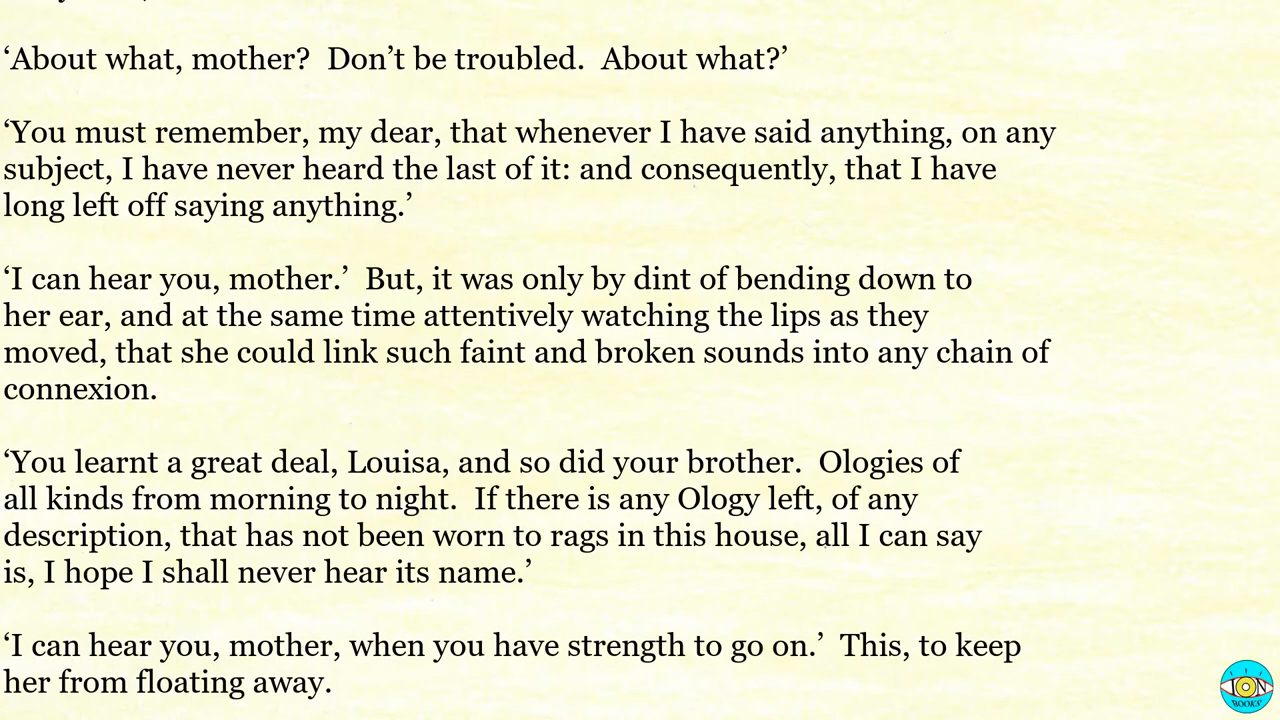 ‘About what, mother?  Don’t be troubled.  About what?’
‘You must remember, my dear, that whenever I have said anything, on any
subject, I have never heard the last of it: and consequently, that I have
long left off saying anything.’
‘I can hear you, mother.’  But, it was only by dint of bending down to
her ear, and at the same time attentively watching the lips as they
moved, that she could link such faint and broken sounds into any chain of
connexion.
‘You learnt a great deal, Louisa, and so did your brother.  Ologies of
all kinds from morning to night.  If there is any Ology left, of any
description, that has not been worn to rags in this house, all I can say
is, I hope I shall never hear its name.’
‘I can hear you, mother, when you have strength to go on.’  This, to keep
her from floating away.
ION
BOOKS